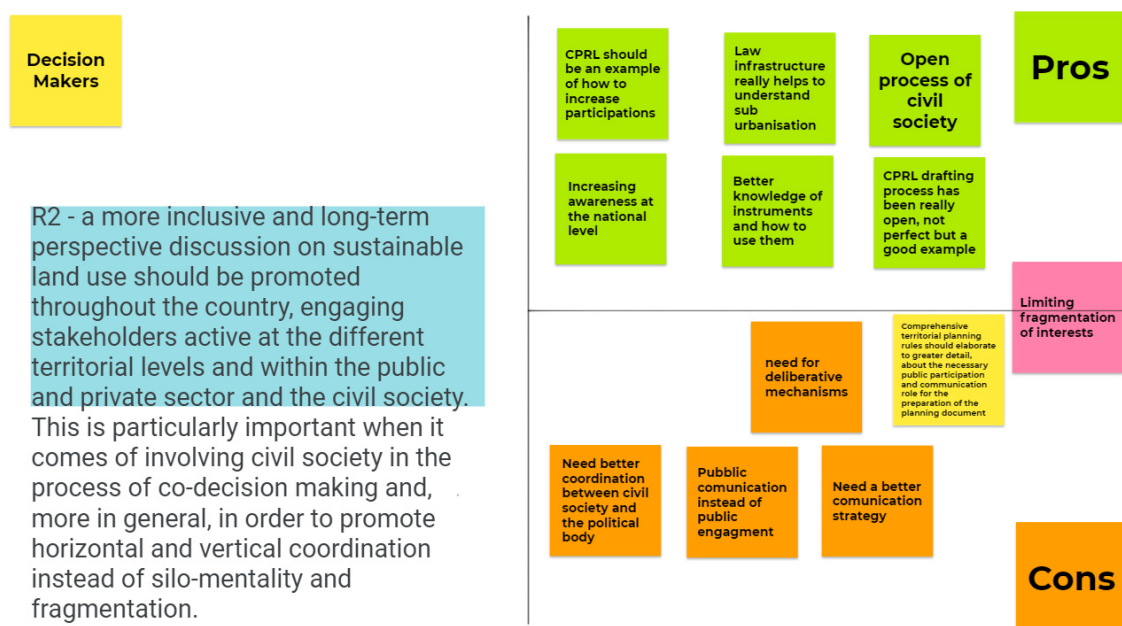 Decision
Makers
R2 - a more inclusive and long-term
perspective discussion on sustainable
land use should be promoted
throughout the country, engaging
stakeholders active at the different
territorial levels and within the public
and private sector and the civil society.
This is particularly important when it
comes of involving civil society in the
process of co-decision making and,
more in general, in order to promote
horizontal and vertical coordination
instead of silo-mentality and
fragmentation.
CPRL should
be an example
of how to
increase
participations
Law
infrastructure
really helps to
understand
sub
urbanisation
Open
process of
civil
society
Pros
Increasing
awareness at
the national
level
Better
knowledge of
instruments
and how to
use them
CPRL drafting
process has
been really
open, not
perfect but a
good example
Limiting
fragmentation
of interests
need for
deliberative
mechanisms
Comprehensive
territorial planning
rules should elaborate
to greater detail,
about the necessary
public participation
and communication
role for the
preparation of the
planning document
Need better
coordination
between civil
society and
the political
body
Pubblic
comunication
instead of
public
engagment
Need a better
comunication
strategy
Cons